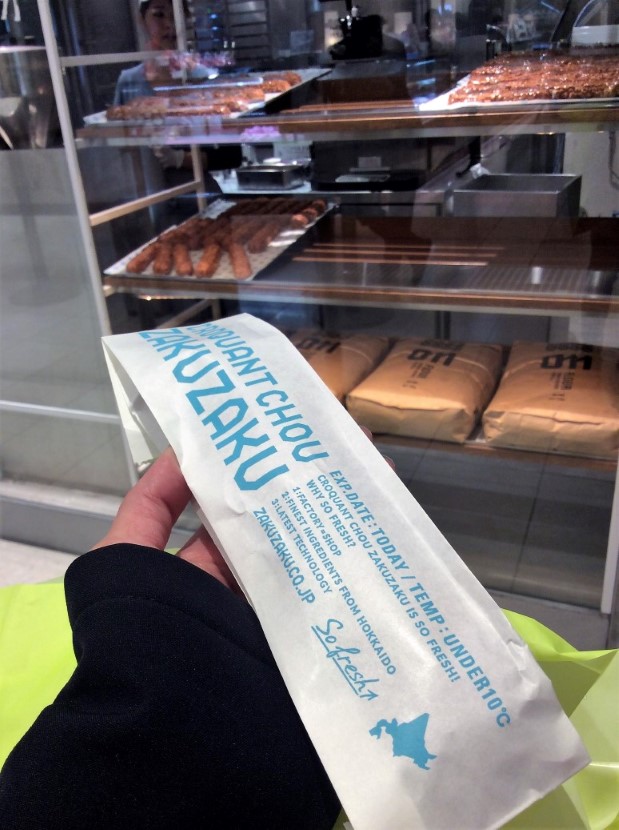 CROQUANT CHOU
ZAKUZAKU
EXP.DATE:TODAY / TEMP: UNDER10℃
CROQUANT CHOU ZAKUZAKU IS SO FRESH!
WHY SO FRESH?
1:FACTORY=SHOP
2:FINEST INGREDIENTS FROM HOKKAIDO
3:LATEST TECHNOLOGY
ZAKUZAKU.CO.JP
So fresh